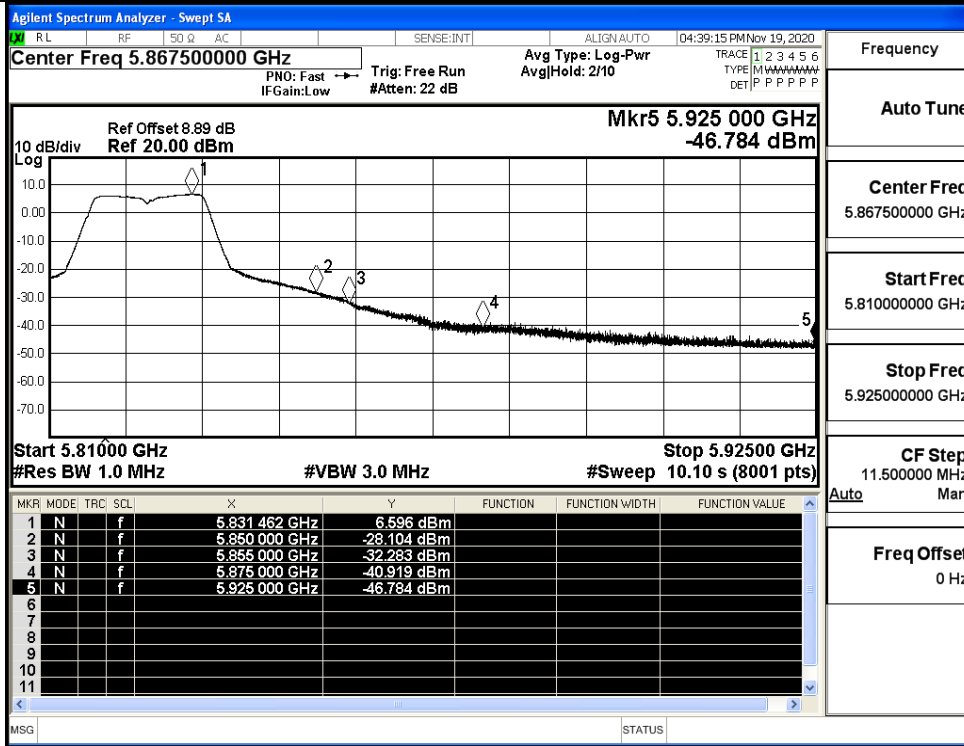 Agilent Spectrum Analyzer - Swept SA
LXI RL RF 50 Ω AC SENSE:INT ALIGN AUTO 04:39:15 PM Nov 19, 2020
Center Freq 5.867500000 GHz
PNO: Fast
IFGain:Low
Trig: Free Run
#Atten: 22 dB
Avg Type: Log-Pwr
Avg|Hold: 2/10
TRACE 1 2 3 4 5 6
TYPE M WWWWW
DET P P P P P P
Frequency
Auto Tune
Center Freq
5.867500000 GHz
Start Freq
5.810000000 GHz
Stop Freq
5.925000000 GHz
CF Step
11.500000 MHz
Auto Man
Freq Offset
0 Hz
Mkr5 5.925 000 GHz
-46.784 dBm
Ref Offset 8.89 dB
10 dB/div Ref 20.00 dBm
Log
10.0
0.00
-10.0
-20.0
-30.0
-40.0
-50.0
-60.0
-70.0
1
2
3
4
5
Start 5.81000 GHz Stop 5.92500 GHz
#Res BW 1.0 MHz #VBW 3.0 MHz #Sweep 10.10 s (8001 pts)
MKR MODE TRC SCL X Y FUNCTION FUNCTION WIDTH FUNCTION VALUE
1 N f 5.831 462 GHz 6.596 dBm
2 N f 5.850 000 GHz -28.104 dBm
3 N f 5.855 000 GHz -32.283 dBm
4 N f 5.875 000 GHz -40.919 dBm
5 N f 5.925 000 GHz -46.784 dBm
6
7
8
9
10
11
MSG STATUS